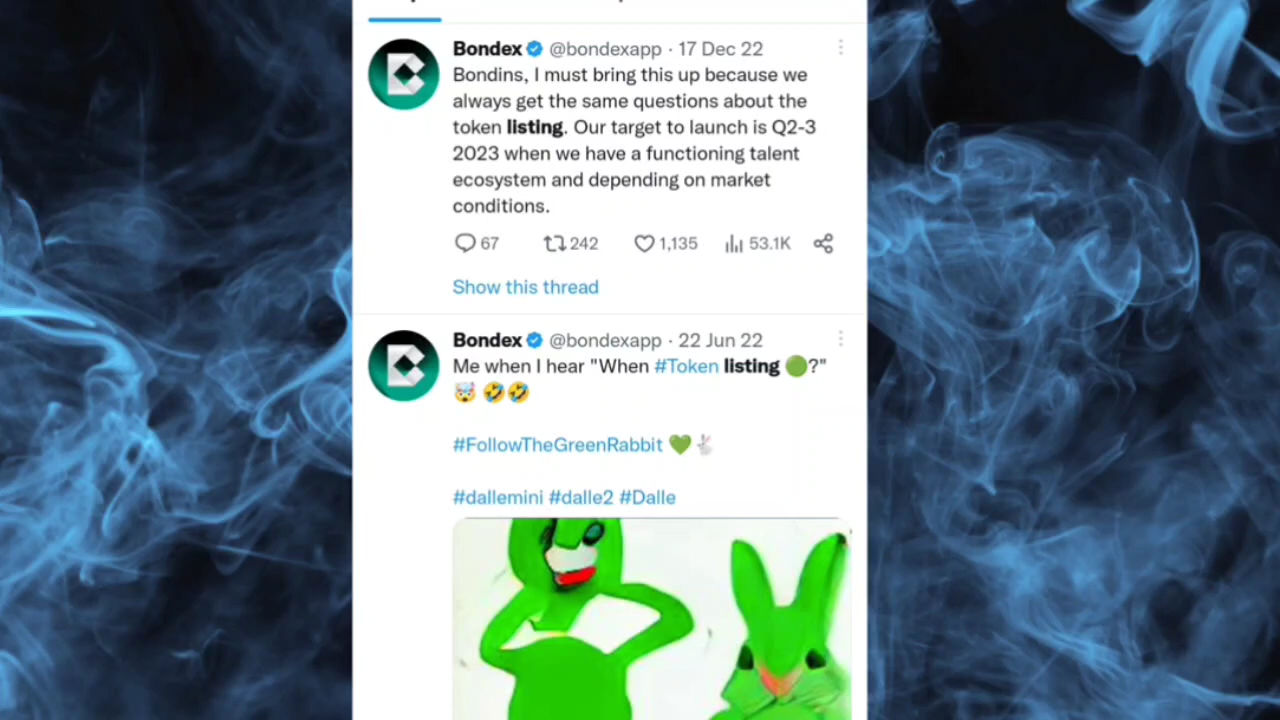 Bondex @bondexapp · 17 Dec 22
Bondins, I must bring this up because we
always get the same questions about the
token listing. Our target to launch is Q2-3
2023 when we have a functioning talent
ecosystem and depending on market
conditions.
67 242 1,135 53.1K
Show this thread
Bondex @bondexapp · 22 Jun 22
Me when I hear "When #Token listing 🟢?"
🤯 🤣🤣
#FollowTheGreenRabbit 💚🐇
#dallemini #dalle2 #Dalle